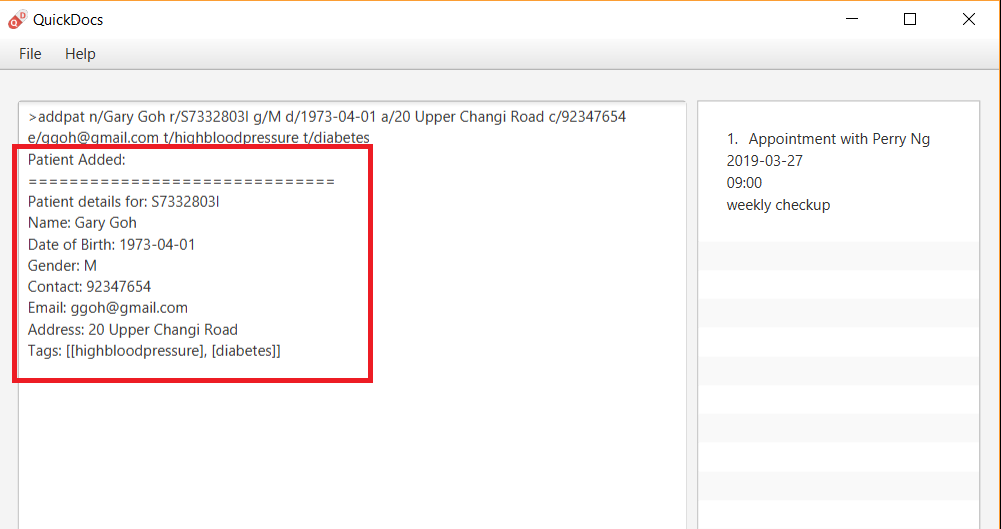 QuickDocs
File Help
>addpat n/Gary Goh r/S7332803I g/M d/1973-04-01 a/20 Upper Changi Road c/92347654
e/ggoh@gmail.com t/highbloodpressure t/diabetes
Patient Added:
==============================
Patient details for: S7332803I
Name: Gary Goh
Date of Birth: 1973-04-01
Gender: M
Contact: 92347654
Email: ggoh@gmail.com
Address: 20 Upper Changi Road
Tags: [[highbloodpressure], [diabetes]]
1. Appointment with Perry Ng
2019-03-27
09:00
weekly checkup